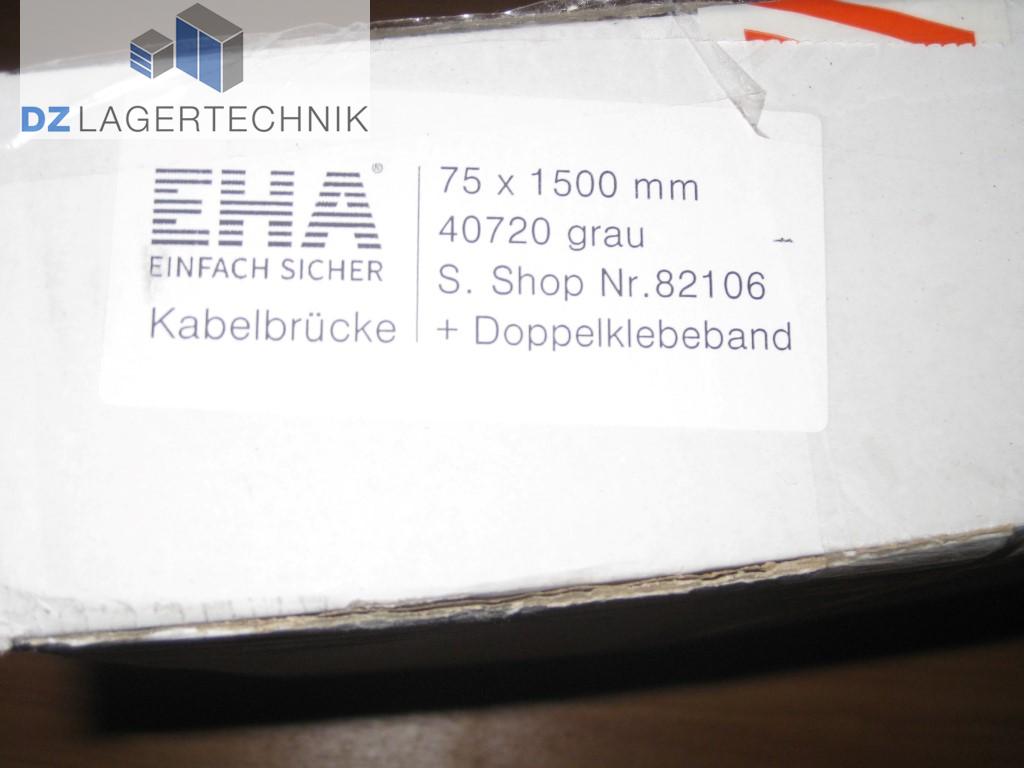 DZ LAGERTECHNIK
EHA®
EINFACH SICHER
Kabelbrücke
75 x 1500 mm
40720 grau
S. Shop Nr.82106
+ Doppelklebeband